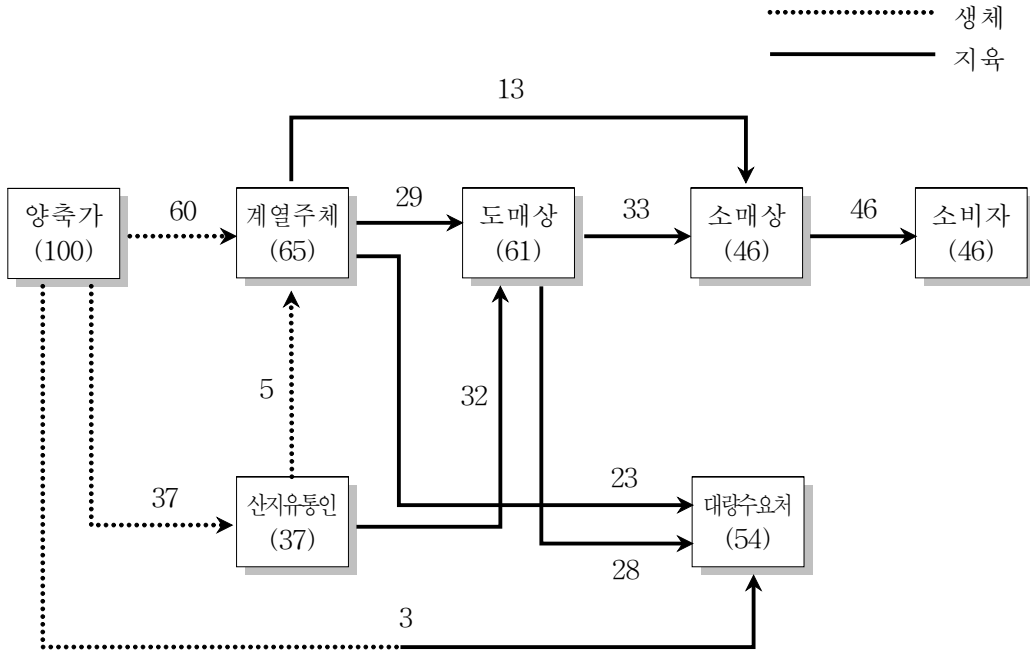 생체
지육
13
양축가
(100)
60
계열주체
(65)
29
도매상
(61)
33
소매상
(46)
46
소비자
(46)
5
32
37
산지유통인
(37)
23
대량수요처
(54)
28
3